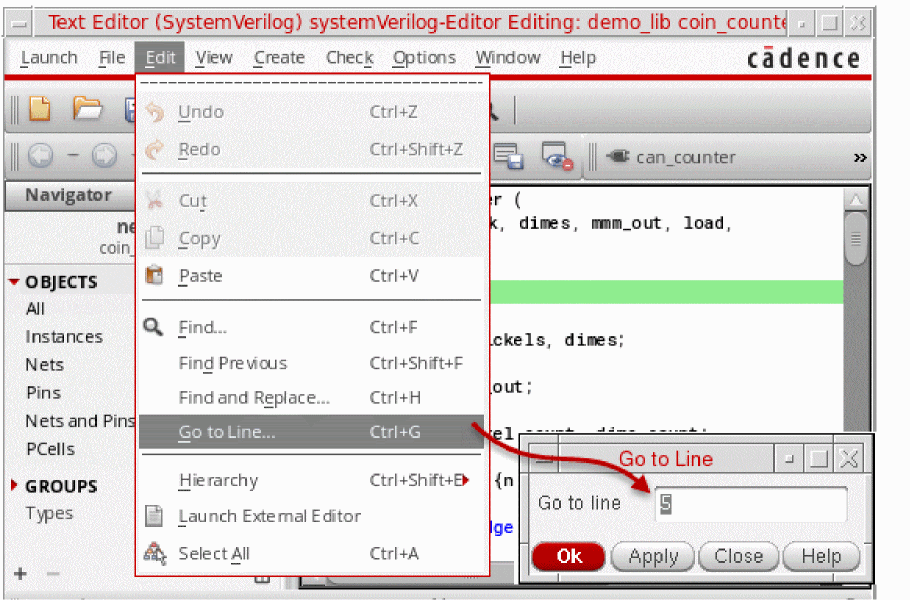 Text Editor (SystemVerilog) systemVerilog-Editor Editing: demo_lib coin_counte
Launch File Edit View Create Check Options Window Help
cādence
Undo Ctrl+Z
Redo Ctrl+Shift+Z
Cut Ctrl+X
Copy Ctrl+C
Paste Ctrl+V
Find... Ctrl+F
Find Previous Ctrl+Shift+F
Find and Replace... Ctrl+H
Go to Line... Ctrl+G
Hierarchy Ctrl+Shift+E
Launch External Editor
Select All Ctrl+A
can_counter »
Navigator
ne
coin_
OBJECTS
All
Instances
Nets
Pins
Nets and Pins
PCells
GROUPS
Types
er (
k, dimes, mmm_out, load,
ickels, dimes;
_out;
{n
dge
Go to Line
Go to line 5
Ok Apply Close Help